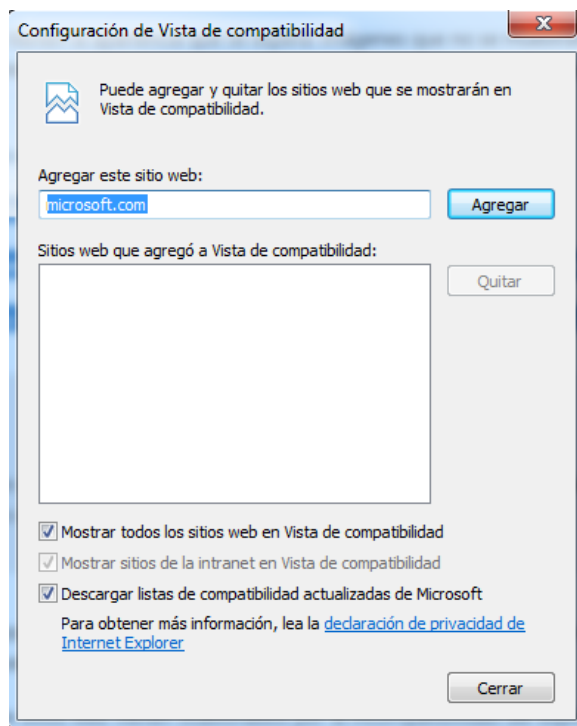 Configuración de Vista de compatibilidad
Puede agregar y quitar los sitios web que se mostrarán en
Vista de compatibilidad.
Agregar este sitio web:
microsoft.com
Agregar
Sitios web que agregó a Vista de compatibilidad:
Quitar
Mostrar todos los sitios web en Vista de compatibilidad
Mostrar sitios de la intranet en Vista de compatibilidad
Descargar listas de compatibilidad actualizadas de Microsoft
Para obtener más información, lea la declaración de privacidad de
Internet Explorer
Cerrar